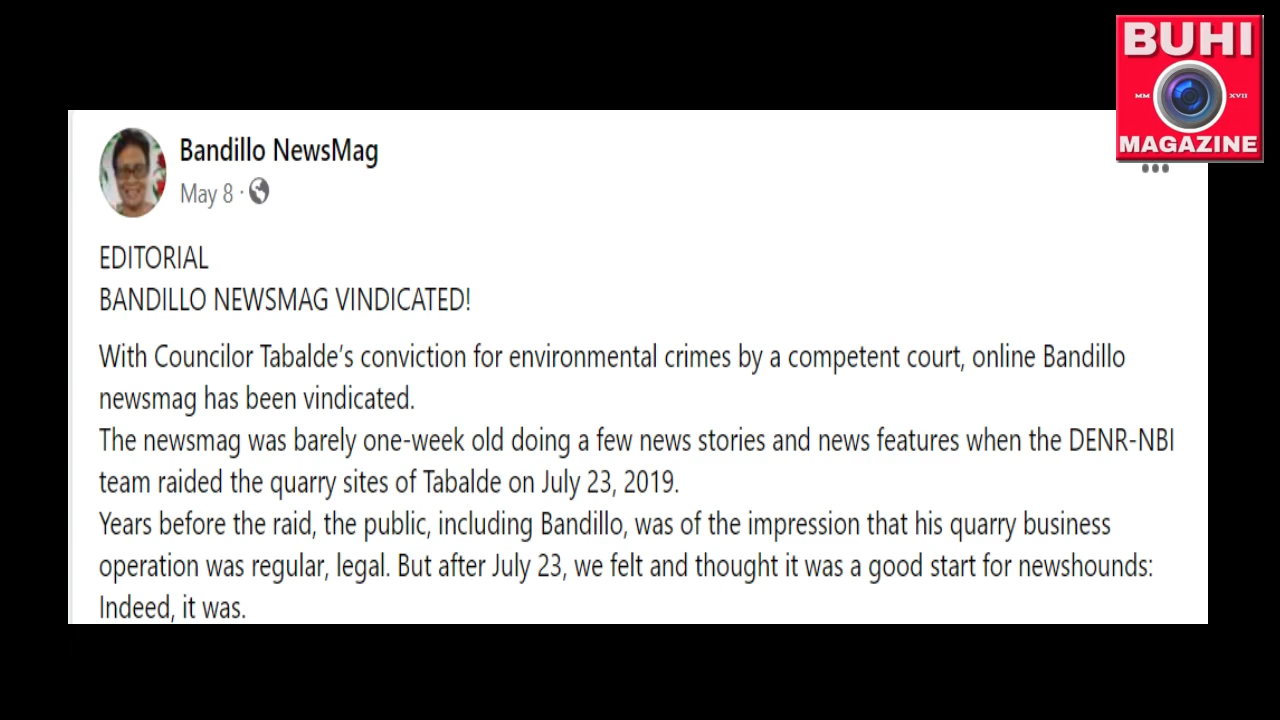 BUHI
MM XVII
MAGAZINE
Bandillo NewsMag
May 8 ·
EDITORIAL
BANDILLO NEWSMAG VINDICATED!
With Councilor Tabalde's conviction for environmental crimes by a competent court, online Bandillo
newsmag has been vindicated.
The newsmag was barely one-week old doing a few news stories and news features when the DENR-NBI
team raided the quarry sites of Tabalde on July 23, 2019.
Years before the raid, the public, including Bandillo, was of the impression that his quarry business
operation was regular, legal. But after July 23, we felt and thought it was a good start for newshounds:
Indeed, it was.